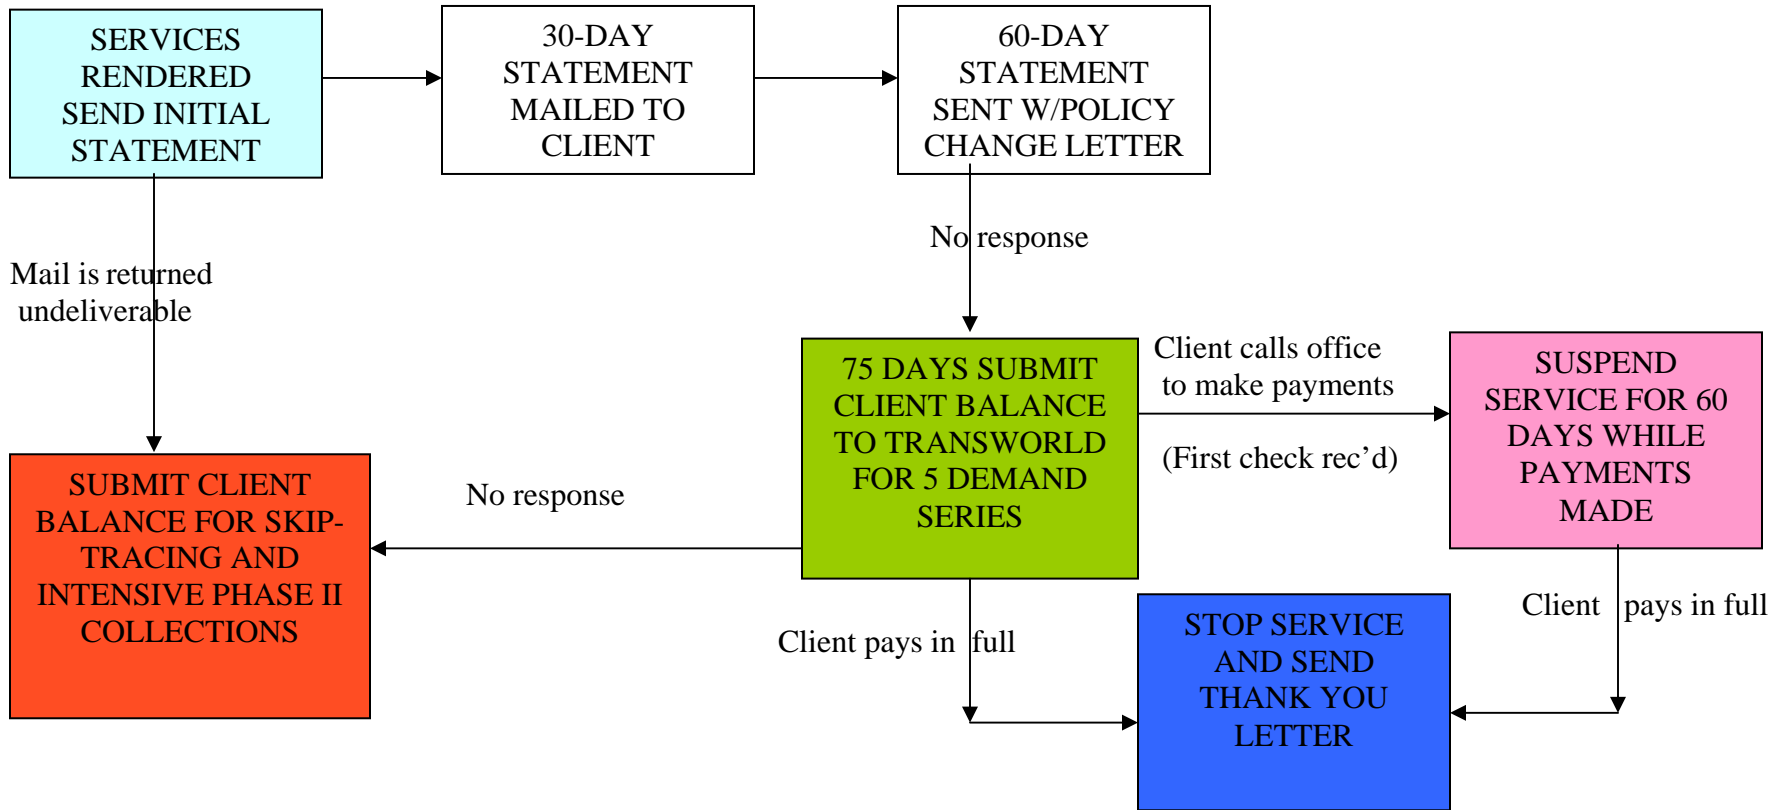 SERVICES
RENDERED
SEND INITIAL
STATEMENT
30-DAY
STATEMENT
MAILED TO
CLIENT
60-DAY
STATEMENT
SENT W/POLICY
CHANGE LETTER
Mail is returned
undeliverable
No response
75 DAYS SUBMIT
CLIENT BALANCE
TO TRANSWORLD
FOR 5 DEMAND
SERIES
Client calls office
to make payments
(First check rec’d)
SUSPEND
SERVICE FOR 60
DAYS WHILE
PAYMENTS
MADE
No response
SUBMIT CLIENT
BALANCE FOR SKIP-
TRACING AND
INTENSIVE PHASE II
COLLECTIONS
Client pays in full
STOP SERVICE
AND SEND
THANK YOU
LETTER
Client pays in full